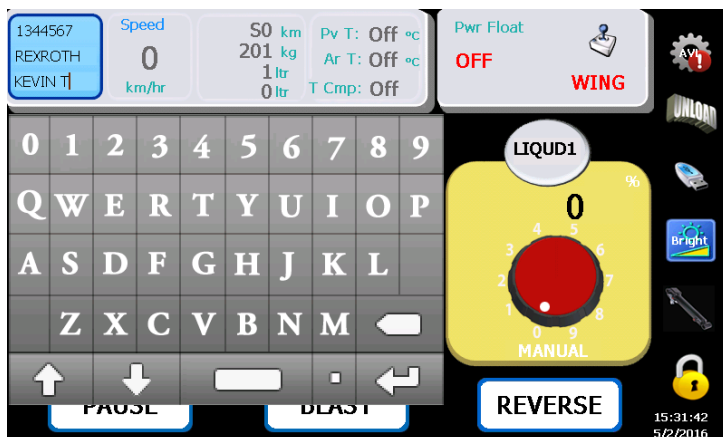 1344567
REXROTH
KEVIN T
Speed
0
km/hr
S0 km
201 kg
1 ltr
0 ltr
Pv T: Off ºc
Ar T: Off ºc
T Cmp: Off
Pwr Float
OFF
WING
AVL
UNLOAD
0 1 2 3 4 5 6 7 8 9
Q W E R T Y U I O P
A S D F G H J K L
Z X C V B N M
LIQUD1
%
0
0 1 2 3 4 5 6 7 8 9
MANUAL
Bright
PAUSE
BLAST
REVERSE
15:31:42
5/2/2016